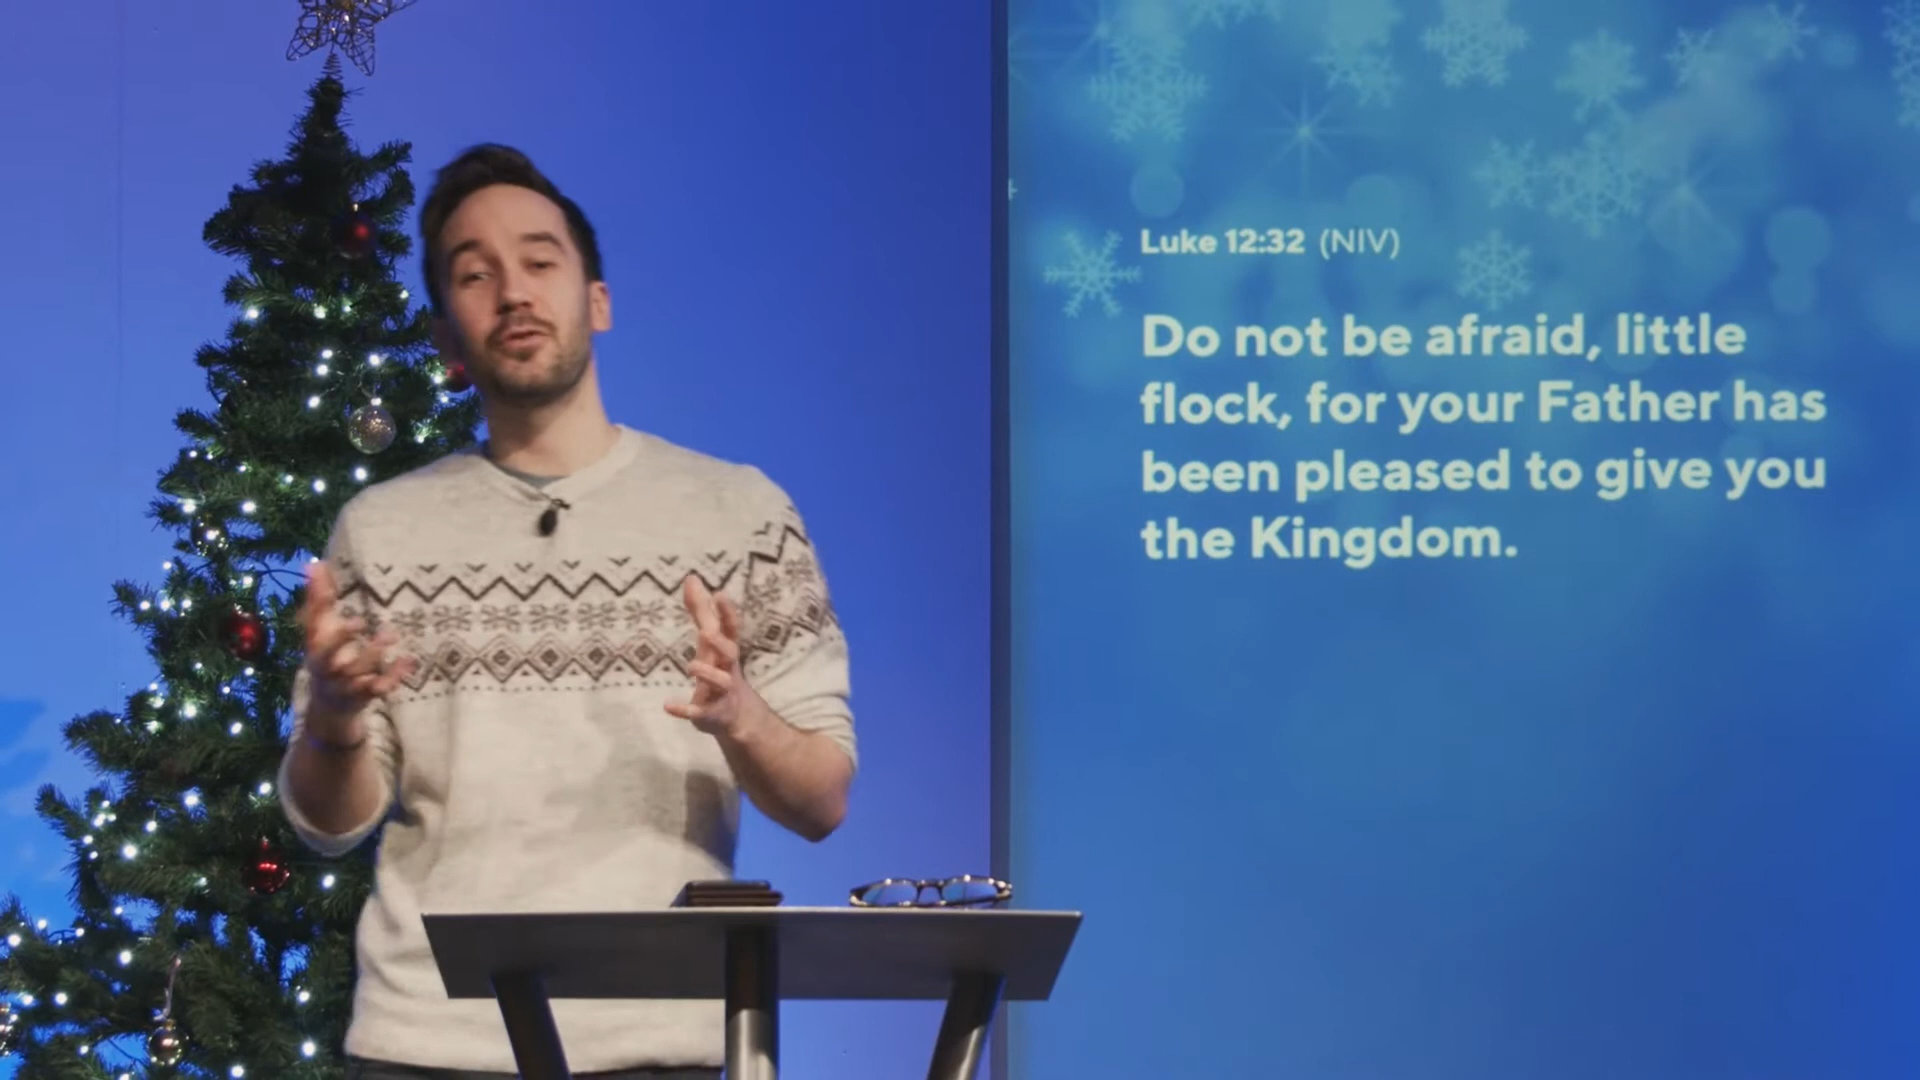 Luke 12:32 (NIV)
Do not be afraid, little
flock, for your Father has
been pleased to give you
the Kingdom.